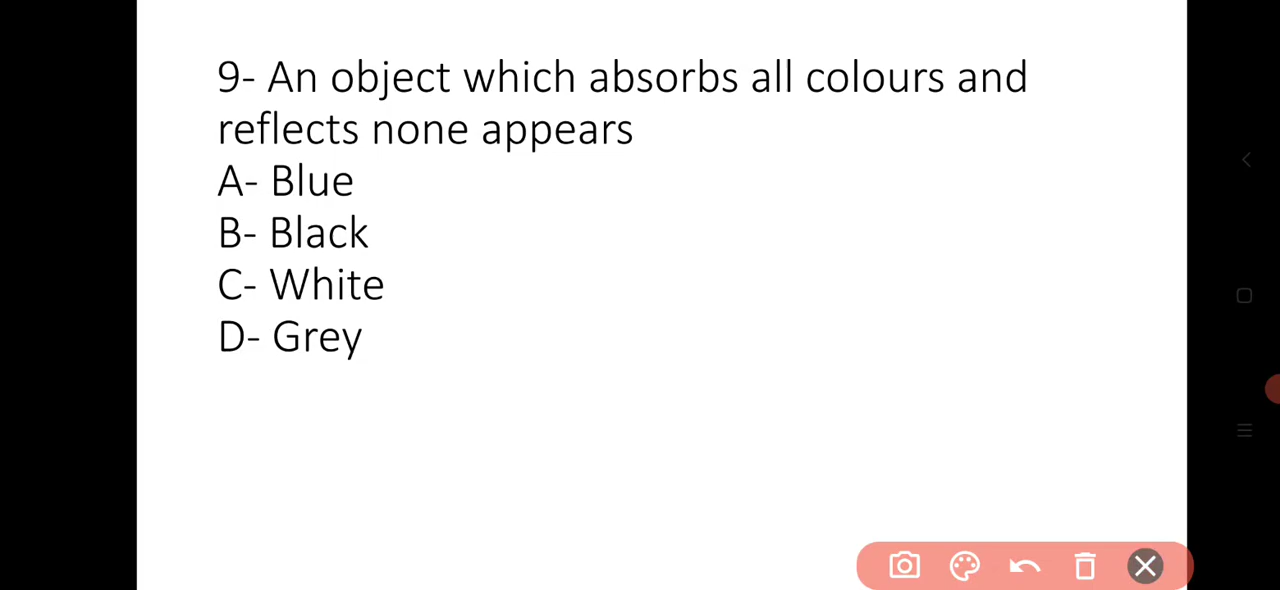 9- An object which absorbs all colours and
reflects none appears
A- Blue
B- Black
C- White
D- Grey